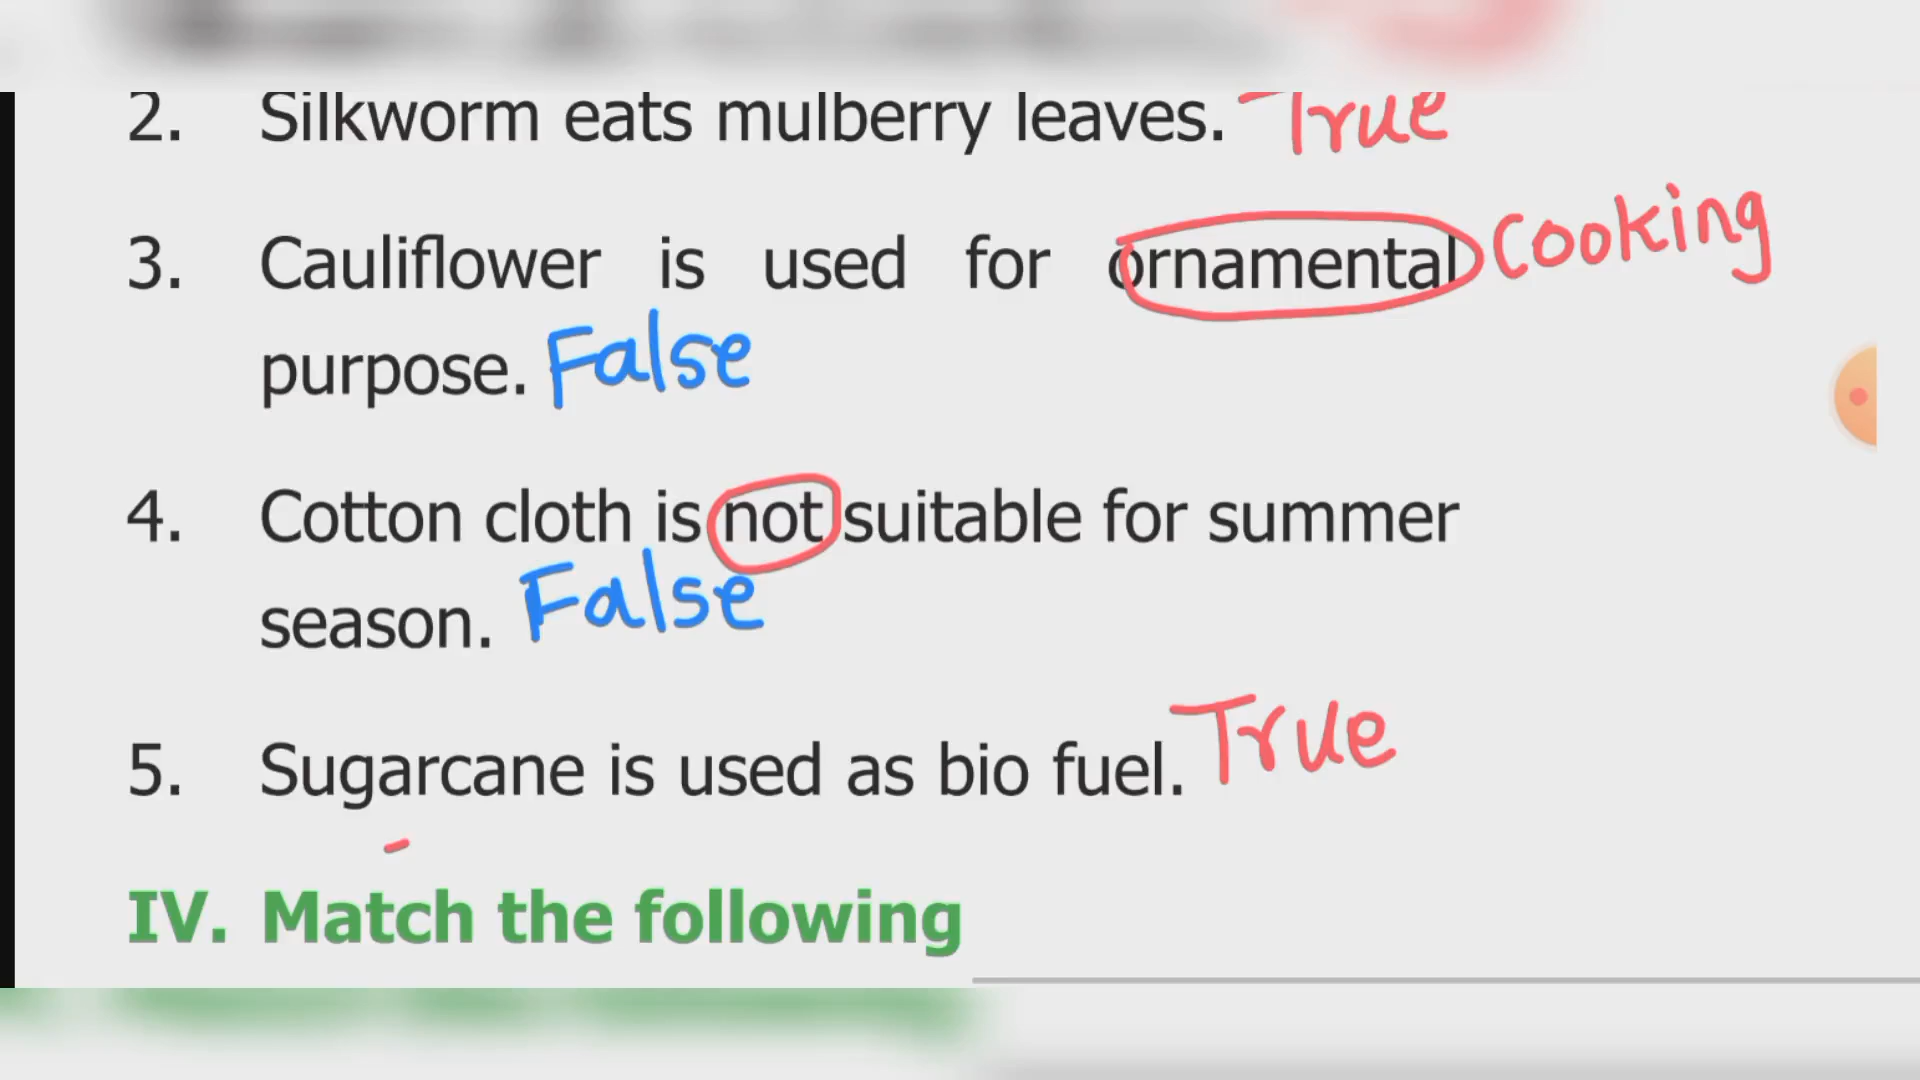 2. Silkworm eats mulberry leaves. True
3. Cauliflower is used for ornamental Cooking
purpose. False
4. Cotton cloth is not suitable for summer
season. False
5. Sugarcane is used as bio fuel. True
IV. Match the following